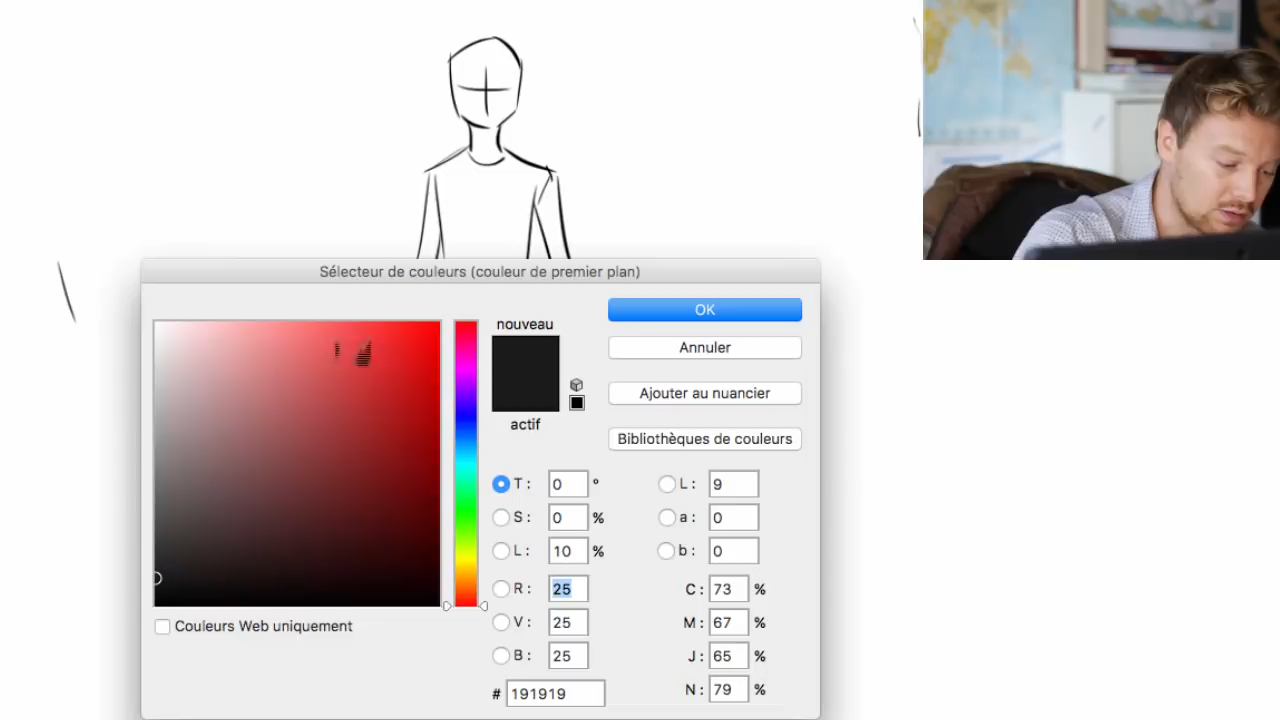 Sélecteur de couleurs (couleur de premier plan)
nouveau
actif
OK
Annuler
Ajouter au nuancier
Bibliothèques de couleurs
T : 0 °
S : 0 %
L : 10 %
R : 25
V : 25
B : 25
# 191919
L : 9
a : 0
b : 0
C : 73 %
M : 67 %
J : 65 %
N : 79 %
Couleurs Web uniquement